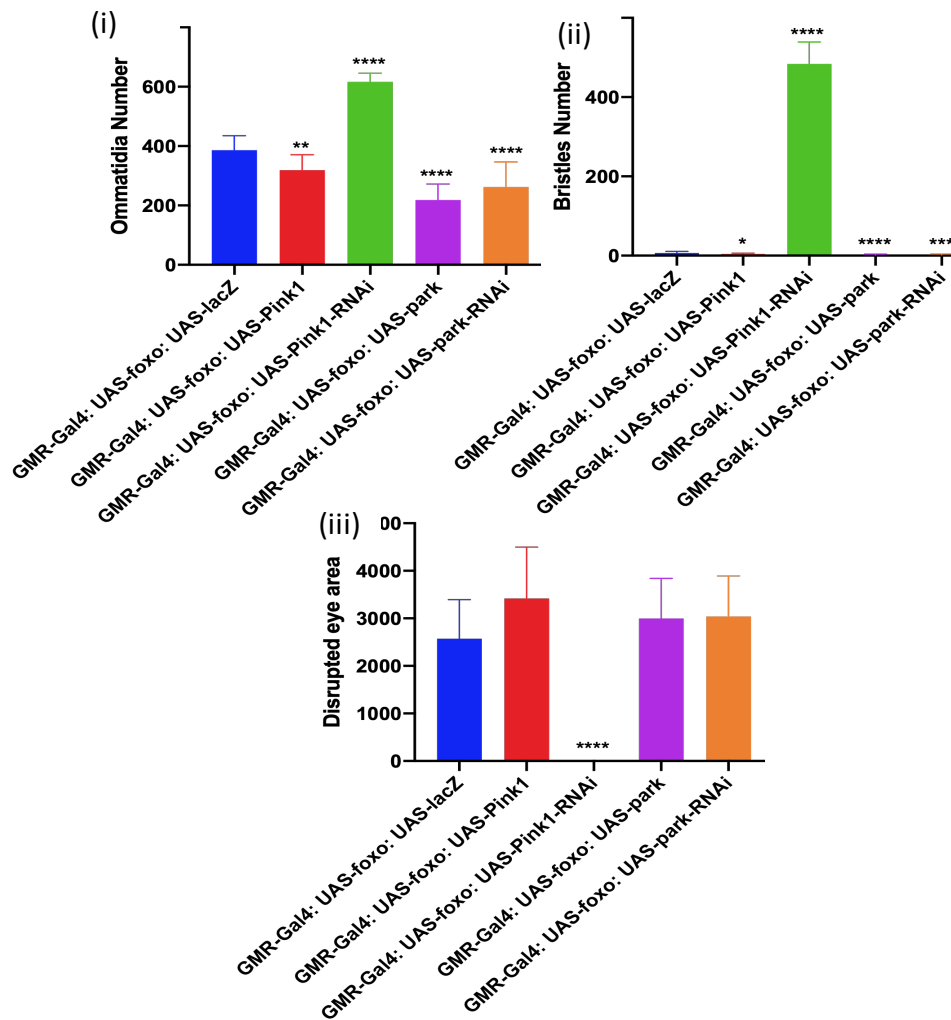 (i)
Ommatidia Number
600
400
200
0
****
**
****
****
GMR-Gal4: UAS-foxo: UAS-lacZ
GMR-Gal4: UAS-foxo: UAS-Pink1
GMR-Gal4: UAS-foxo: UAS-Pink1-RNAi
GMR-Gal4: UAS-foxo: UAS-park
GMR-Gal4: UAS-foxo: UAS-park-RNAi
(ii)
Bristles Number
400
200
0
****
*
****
***
GMR-Gal4: UAS-foxo: UAS-lacZ
GMR-Gal4: UAS-foxo: UAS-Pink1
GMR-Gal4: UAS-foxo: UAS-Pink1-RNAi
GMR-Gal4: UAS-foxo: UAS-park
GMR-Gal4: UAS-foxo: UAS-park-RNAi
(iii)
00
Disrupted eye area
4000
3000
2000
1000
0
****
GMR-Gal4: UAS-foxo: UAS-lacZ
GMR-Gal4: UAS-foxo: UAS-Pink1
GMR-Gal4: UAS-foxo: UAS-Pink1-RNAi
GMR-Gal4: UAS-foxo: UAS-park
GMR-Gal4: UAS-foxo: UAS-park-RNAi